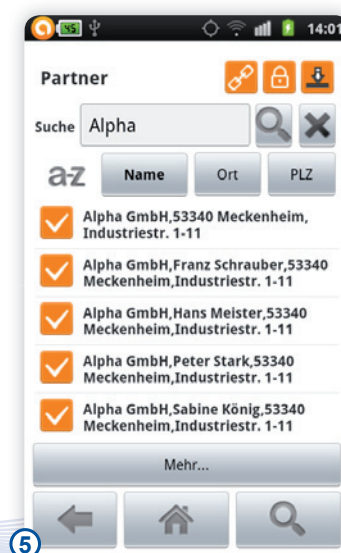 45 14:01
Partner
Suche Alpha
a-z Name Ort PLZ
Alpha GmbH,53340 Meckenheim,
Industriestr. 1-11
Alpha GmbH,Franz Schrauber,53340
Meckenheim,Industriestr. 1-11
Alpha GmbH,Hans Meister,53340
Meckenheim,Industriestr. 1-11
Alpha GmbH,Peter Stark,53340
Meckenheim,Industriestr. 1-11
Alpha GmbH,Sabine König,53340
Meckenheim,Industriestr. 1-11
Mehr...
5